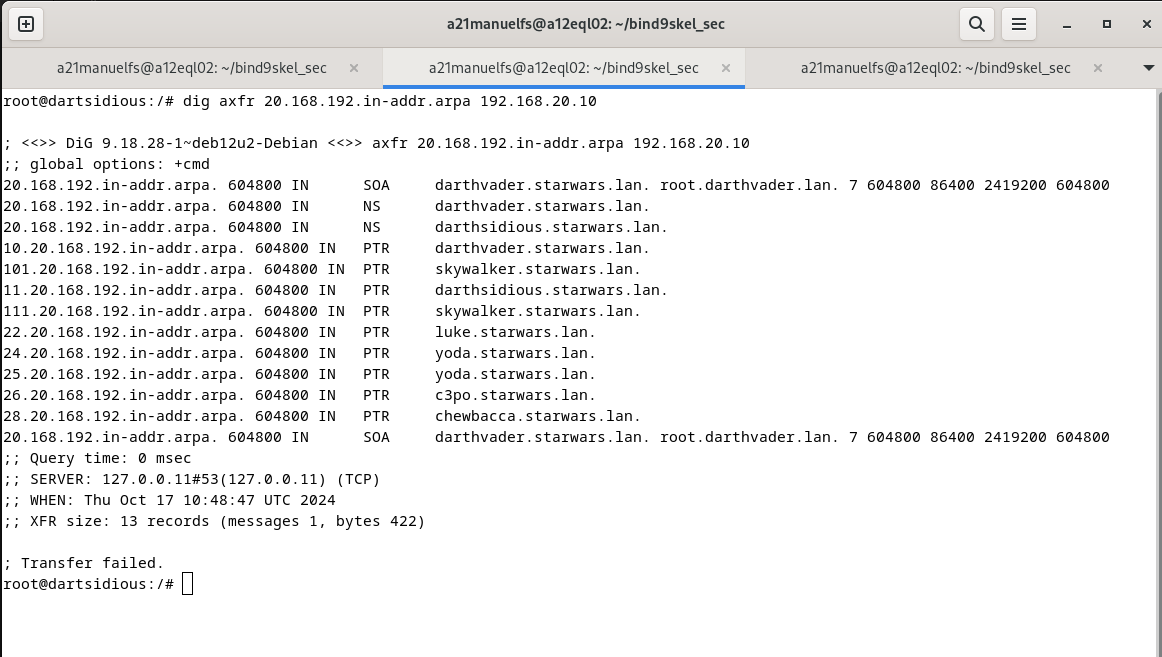 a21manuelfs@a12eql02: ~/bind9skel_sec
a21manuelfs@a12eql02: ~/bind9skel_sec × a21manuelfs@a12eql02: ~/bind9skel_sec × a21manuelfs@a12eql02: ~/bind9skel_sec ×
root@dartsidious:/# dig axfr 20.168.192.in-addr.arpa 192.168.20.10

; <<>> DiG 9.18.28-1~deb12u2-Debian <<>> axfr 20.168.192.in-addr.arpa 192.168.20.10
;; global options: +cmd
20.168.192.in-addr.arpa. 604800 IN      SOA     darthvader.starwars.lan. root.darthvader.lan. 7 604800 86400 2419200 604800
20.168.192.in-addr.arpa. 604800 IN      NS      darthvader.starwars.lan.
20.168.192.in-addr.arpa. 604800 IN      NS      darthsidious.starwars.lan.
10.20.168.192.in-addr.arpa. 604800 IN   PTR     darthvader.starwars.lan.
101.20.168.192.in-addr.arpa. 604800 IN  PTR     skywalker.starwars.lan.
11.20.168.192.in-addr.arpa. 604800 IN   PTR     darthsidious.starwars.lan.
111.20.168.192.in-addr.arpa. 604800 IN  PTR     skywalker.starwars.lan.
22.20.168.192.in-addr.arpa. 604800 IN   PTR     luke.starwars.lan.
24.20.168.192.in-addr.arpa. 604800 IN   PTR     yoda.starwars.lan.
25.20.168.192.in-addr.arpa. 604800 IN   PTR     yoda.starwars.lan.
26.20.168.192.in-addr.arpa. 604800 IN   PTR     c3po.starwars.lan.
28.20.168.192.in-addr.arpa. 604800 IN   PTR     chewbacca.starwars.lan.
20.168.192.in-addr.arpa. 604800 IN      SOA     darthvader.starwars.lan. root.darthvader.lan. 7 604800 86400 2419200 604800
;; Query time: 0 msec
;; SERVER: 127.0.0.11#53(127.0.0.11) (TCP)
;; WHEN: Thu Oct 17 10:48:47 UTC 2024
;; XFR size: 13 records (messages 1, bytes 422)

; Transfer failed.
root@dartsidious:/#